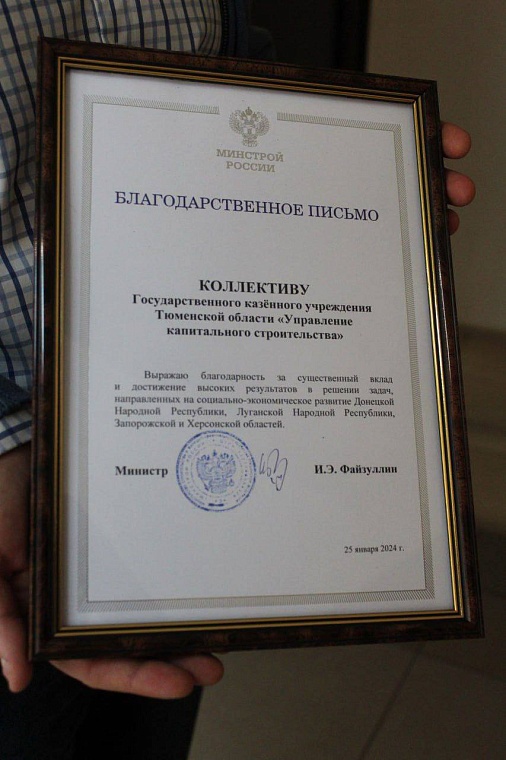 МИНСТРОЙ
РОССИИ
БЛАГОДАРСТВЕННОЕ ПИСЬМО
КОЛЛЕКТИВУ
Государственного казённого учреждения
Тюменской области «Управление
капитального строительства»
Выражаю благодарность за существенный вклад
и достижение высоких результатов в решении задач,
направленных на социально-экономическое развитие Донецкой
Народной Республики, Луганской Народной Республики,
Запорожской и Херсонской областей.
Министр И.Э. Файзуллин
25 января 2024 г.